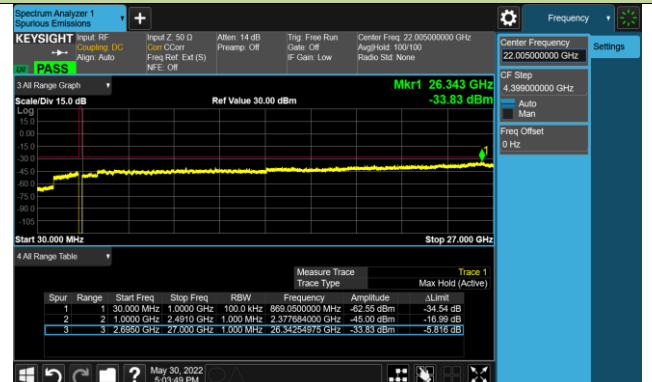 Spectrum Analyzer 1
Spurious Emissions
+
Frequency
KEYSIGHT Input: RF Input Z: 50 Ω Atten: 14 dB Trig: Free Run Center Freq: 22.005000000 GHz
Coupling: DC Corr CCorr Preamp: Off Gate: Off Avg|Hold: 100/100
Align: Auto Freq Ref: Ext (S) IF Gain: Low Radio Std: None
NFE: Off
PASS
Center Frequency
22.005000000 GHz
Settings
CF Step
4.399000000 GHz
Auto
Man
Freq Offset
0 Hz
3 All Range Graph
Mkr1 26.343 GHz
Scale/Div 15.0 dB Ref Value 30.00 dBm -33.83 dBm
Log
15.0
0.00
-15.0
-30.0
-45.0
-60.0
-75.0
-90.0
-105
1
Start 30.000 MHz Stop 27.000 GHz
4 All Range Table
Measure Trace Trace 1
Trace Type Max Hold (Active)
Spur Range Start Freq Stop Freq RBW Frequency Amplitude ΔLimit
1 1 30.000 MHz 1.0000 GHz 100.0 kHz 869.0500000 MHz -62.55 dBm -34.54 dB
2 2 1.0000 GHz 2.4910 GHz 1.000 MHz 2.377684000 GHz -45.00 dBm -16.99 dB
3 3 2.6950 GHz 27.000 GHz 1.000 MHz 26.34254975 GHz -33.83 dBm -5.816 dB
?
May 30, 2022
5:03:49 PM